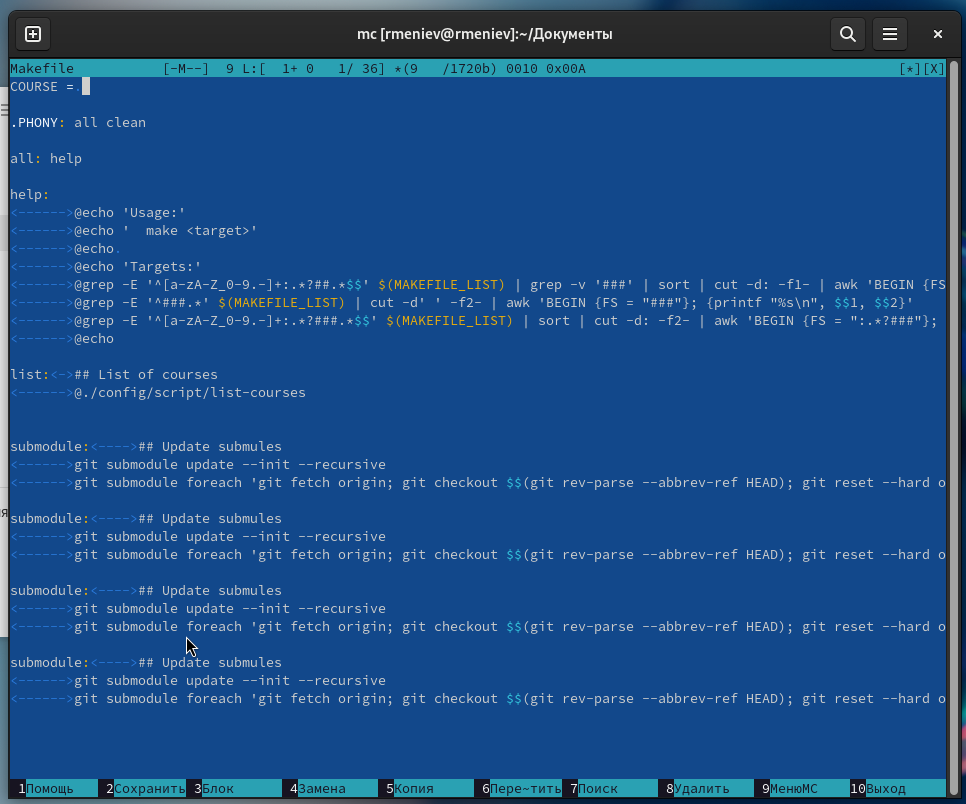 mc [rmeniev@rmeniev]:~/Документы
Makefile [-M--] 9 L:[ 1+ 0 1/ 36] *(9 /1720b) 0010 0x00A [*][X]
COURSE =.
.PHONY: all clean
all: help
help:
<------>@echo 'Usage:'
<------>@echo '  make <target>'
<------>@echo.
<------>@echo 'Targets:'
<------>@grep -E '^[a-zA-Z_0-9.-]+:.*?##.*$$' $(MAKEFILE_LIST) | grep -v '###' | sort | cut -d: -f1- | awk 'BEGIN {FS
<------>@grep -E '^###.*' $(MAKEFILE_LIST) | cut -d' ' -f2- | awk 'BEGIN {FS = "###"}; {printf "%s\n", $$1, $$2}'
<------>@grep -E '^[a-zA-Z_0-9.-]+:.*?###.*$$' $(MAKEFILE_LIST) | sort | cut -d: -f2- | awk 'BEGIN {FS = ":.*?###"};
<------>@echo
list:<->## List of courses
<------>@./config/script/list-courses
submodule:<---->## Update submules
<------>git submodule update --init --recursive
<------>git submodule foreach 'git fetch origin; git checkout $$(git rev-parse --abbrev-ref HEAD); git reset --hard o
submodule:<---->## Update submules
<------>git submodule update --init --recursive
<------>git submodule foreach 'git fetch origin; git checkout $$(git rev-parse --abbrev-ref HEAD); git reset --hard o
submodule:<---->## Update submules
<------>git submodule update --init --recursive
<------>git submodule foreach 'git fetch origin; git checkout $$(git rev-parse --abbrev-ref HEAD); git reset --hard o
submodule:<---->## Update submules
<------>git submodule update --init --recursive
<------>git submodule foreach 'git fetch origin; git checkout $$(git rev-parse --abbrev-ref HEAD); git reset --hard o
1Помощь 2Сохранить 3Блок 4Замена 5Копия 6Пере~тить 7Поиск 8Удалить 9МенюMC 10Выход